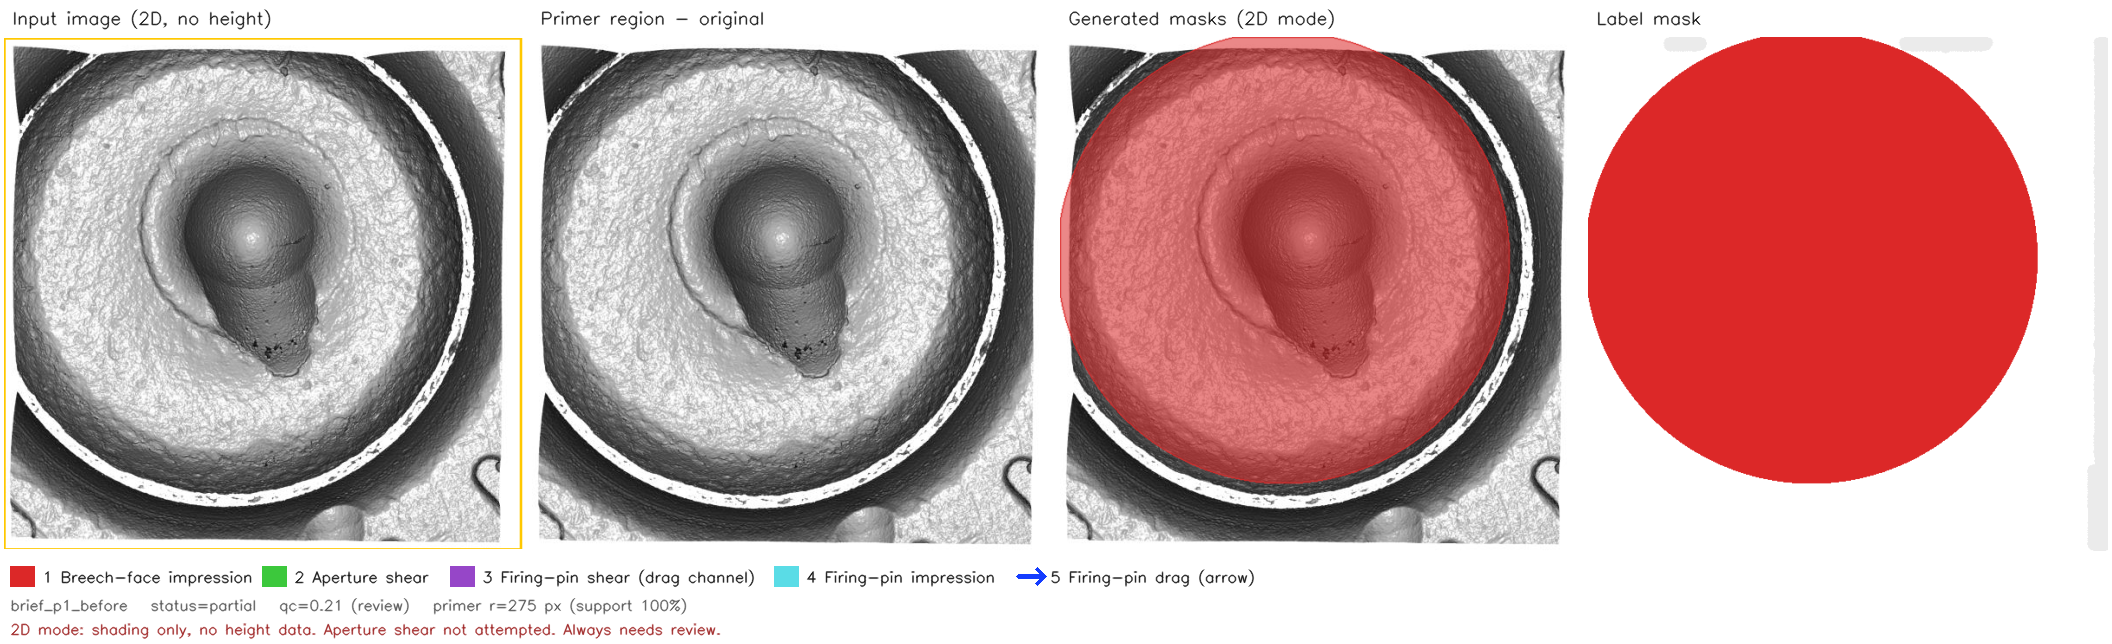 Input image (2D, no height)
Primer region - original
Generated masks (2D mode)
Label mask
1 Breech-face impression
2 Aperture shear
3 Firing-pin shear (drag channel)
4 Firing-pin impression
5 Firing-pin drag (arrow)
brief_p1_before status=partial qc=0.21 (review) primer r=275 px (support 100%)
2D mode: shading only, no height data. Aperture shear not attempted. Always needs review.